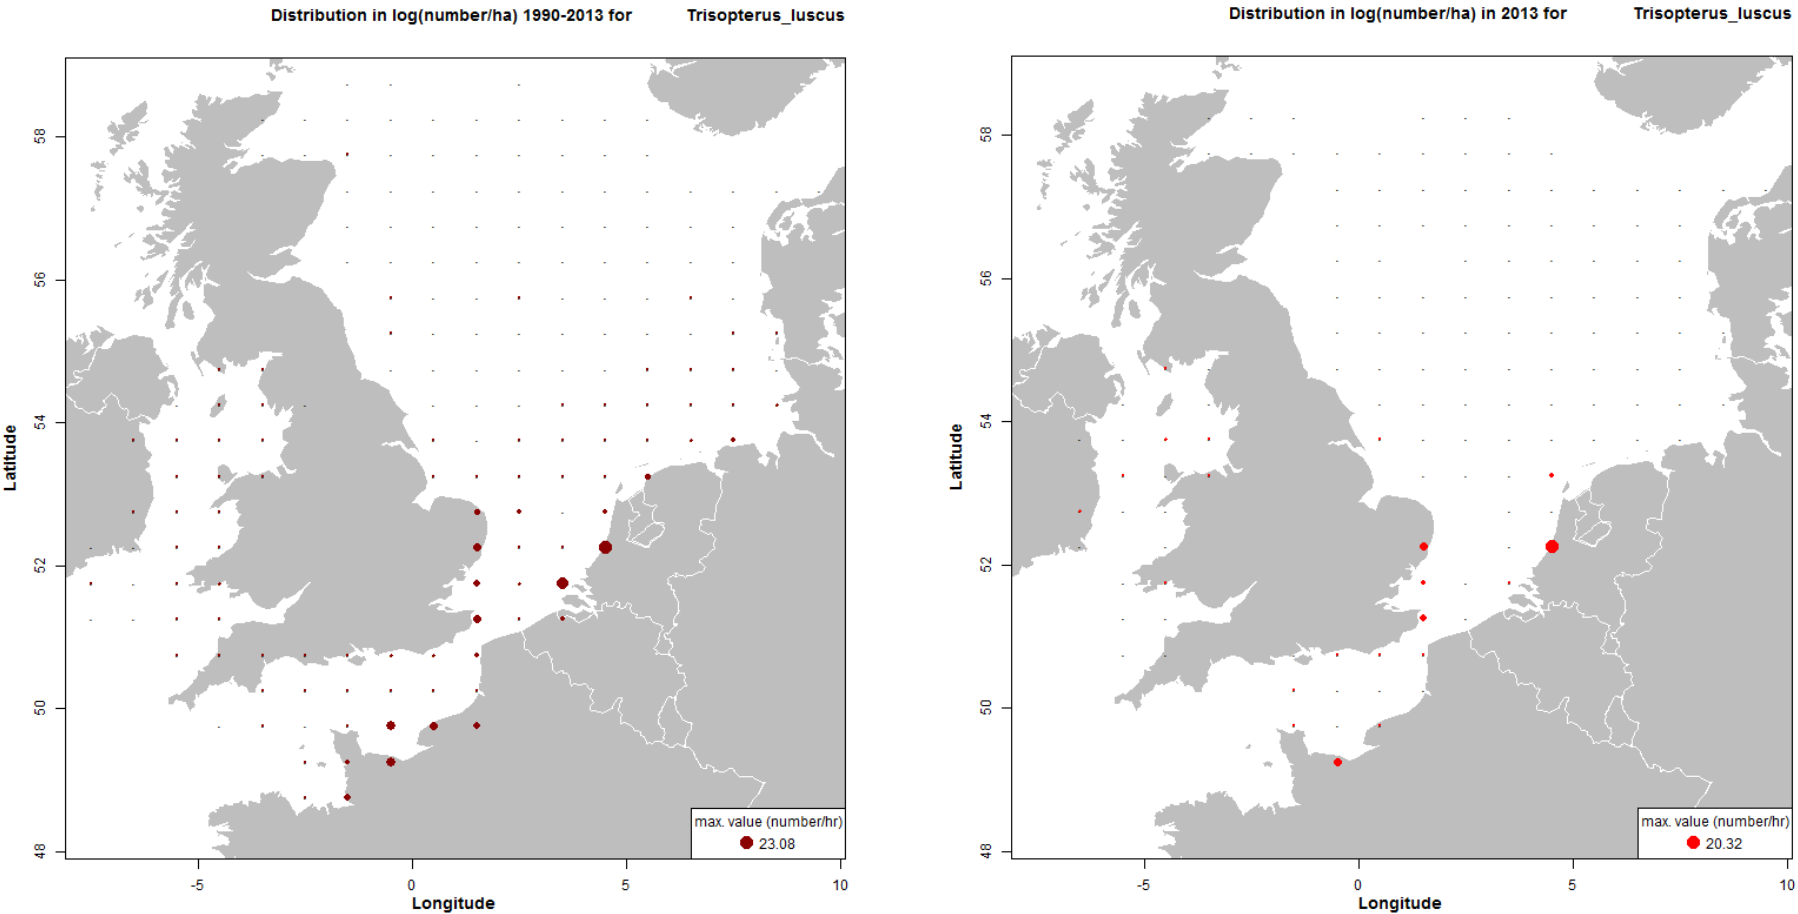 Distribution in log(number/ha) 1990-2013 for Trisopterus_luscus
58
56
54
52
50
48
Latitude
-5
0
5
10
Longitude
max. value (number/hr)
23.08
Distribution in log(number/ha) in 2013 for Trisopterus_luscus
58
56
54
52
50
48
Latitude
-5
0
5
10
Longitude
max. value (number/hr)
20.32